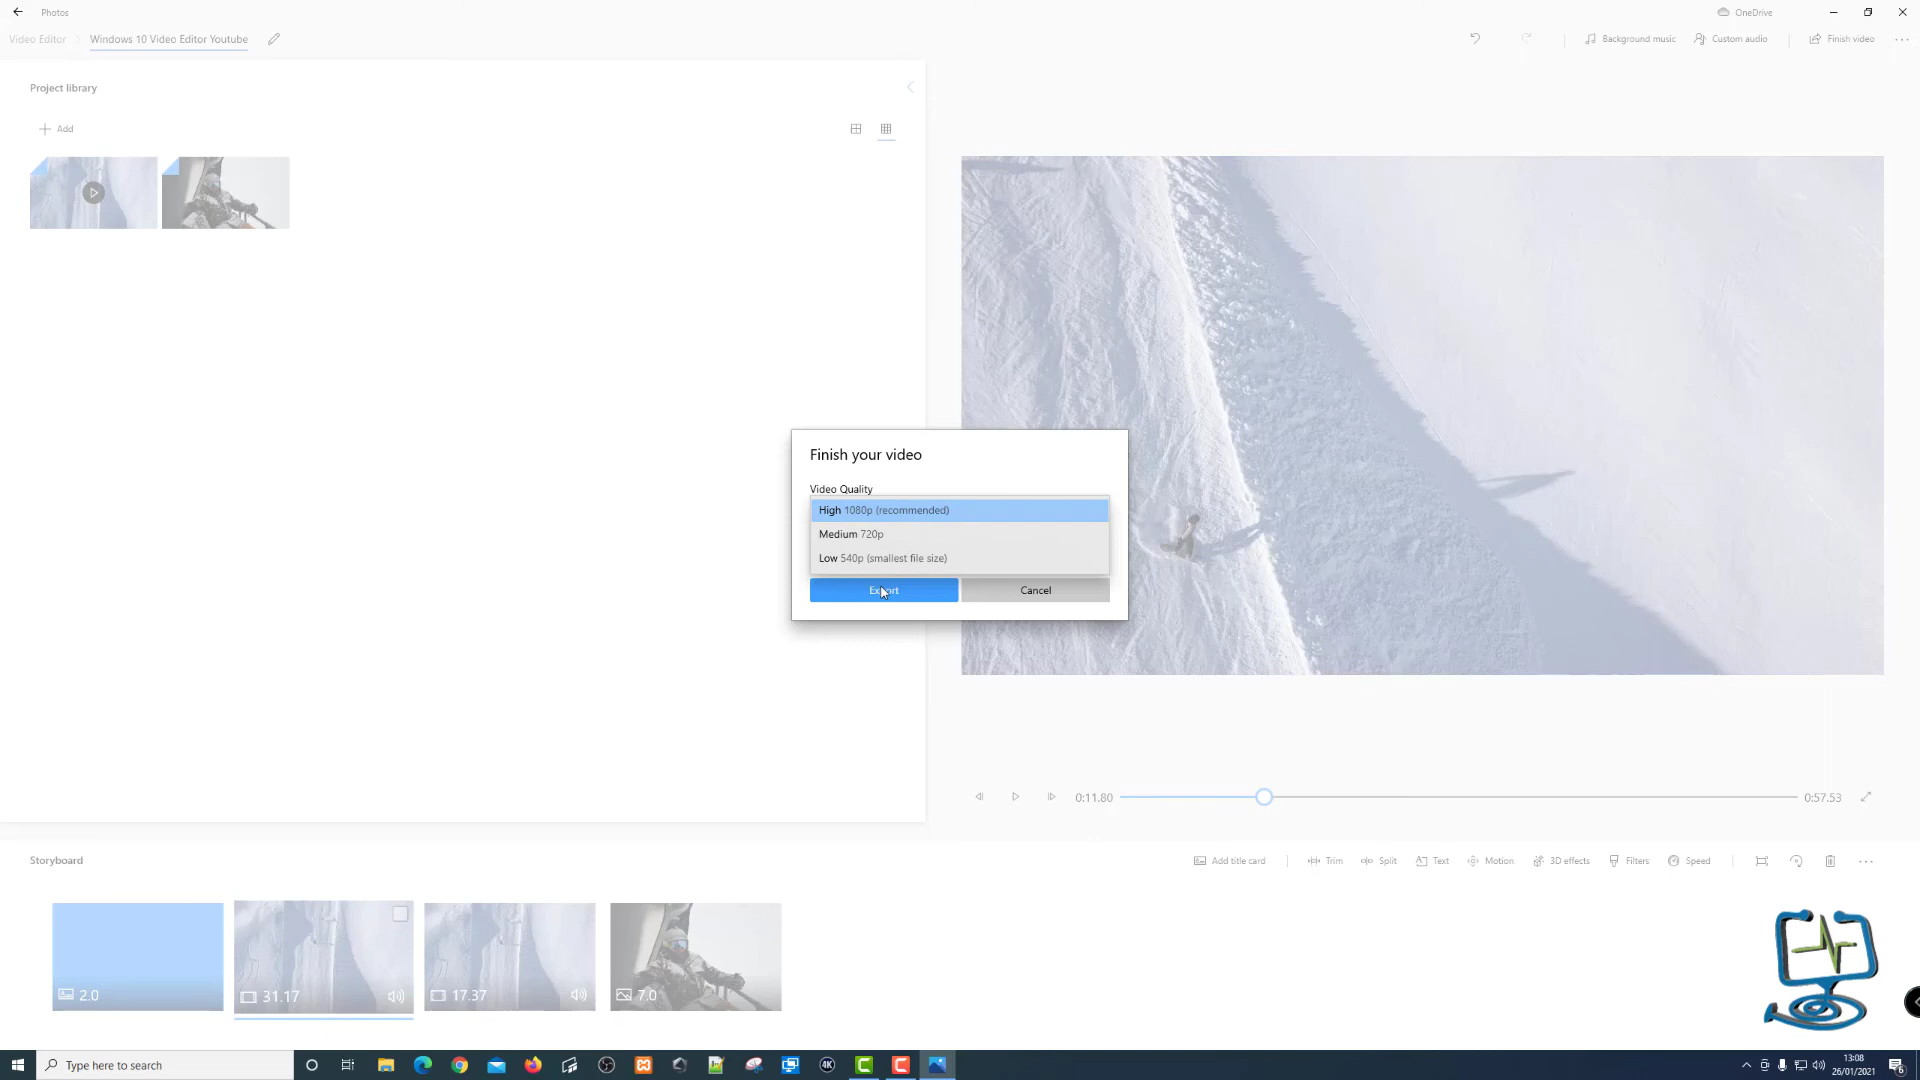 Photos
OneDrive
Video Editor
Windows 10 Video Editor Youtube
Background music
Custom audio
Finish video
Project library
Add
Finish your video
Video Quality
High 1080p (recommended)
Medium 720p
Low 540p (smallest file size)
Export
Cancel
0:11.80
0:57.53
Storyboard
Add title card
Trim
Split
Text
Motion
3D effects
Filters
Speed
2.0
31.17
17.37
7.0
Type here to search
4K
13:08
26/01/2021
6